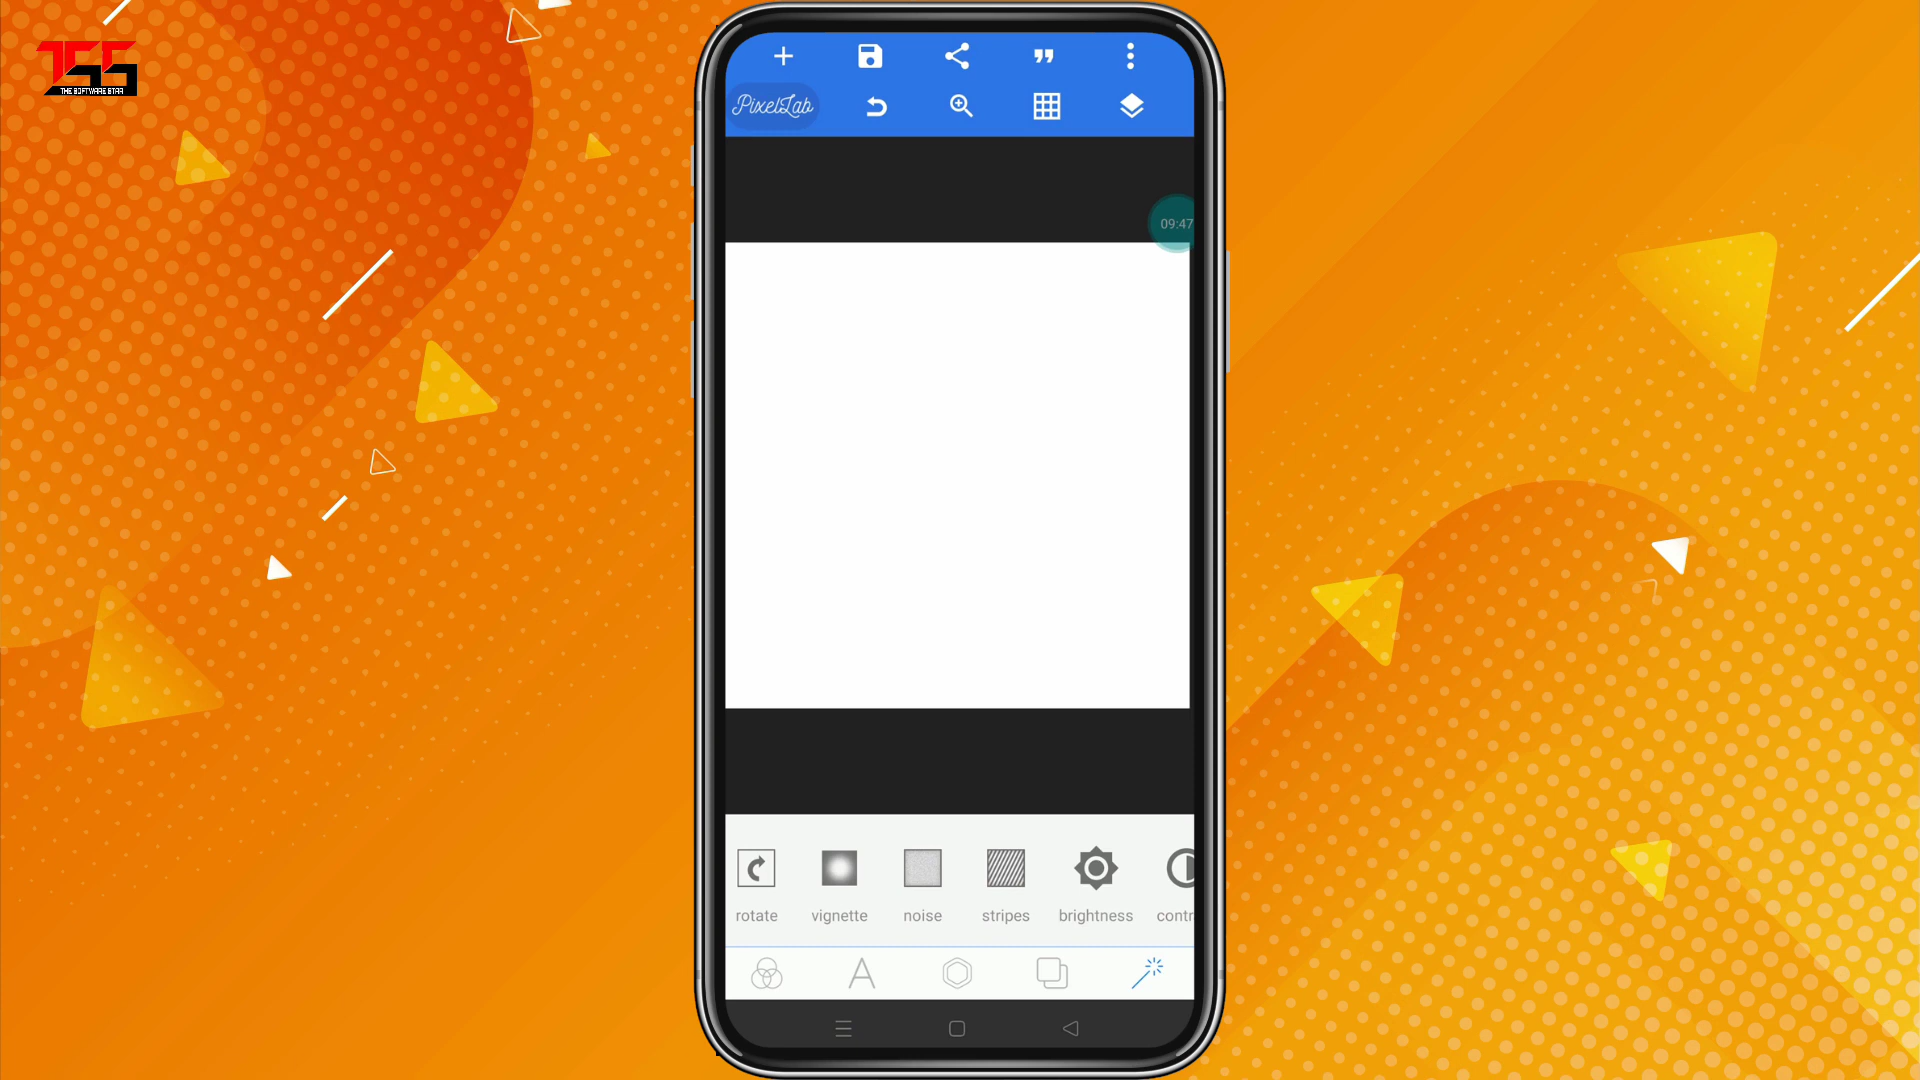 TSS
THE SOFTWARE STAR
PixelLab
09:47
rotate
vignette
noise
stripes
brightness
contr